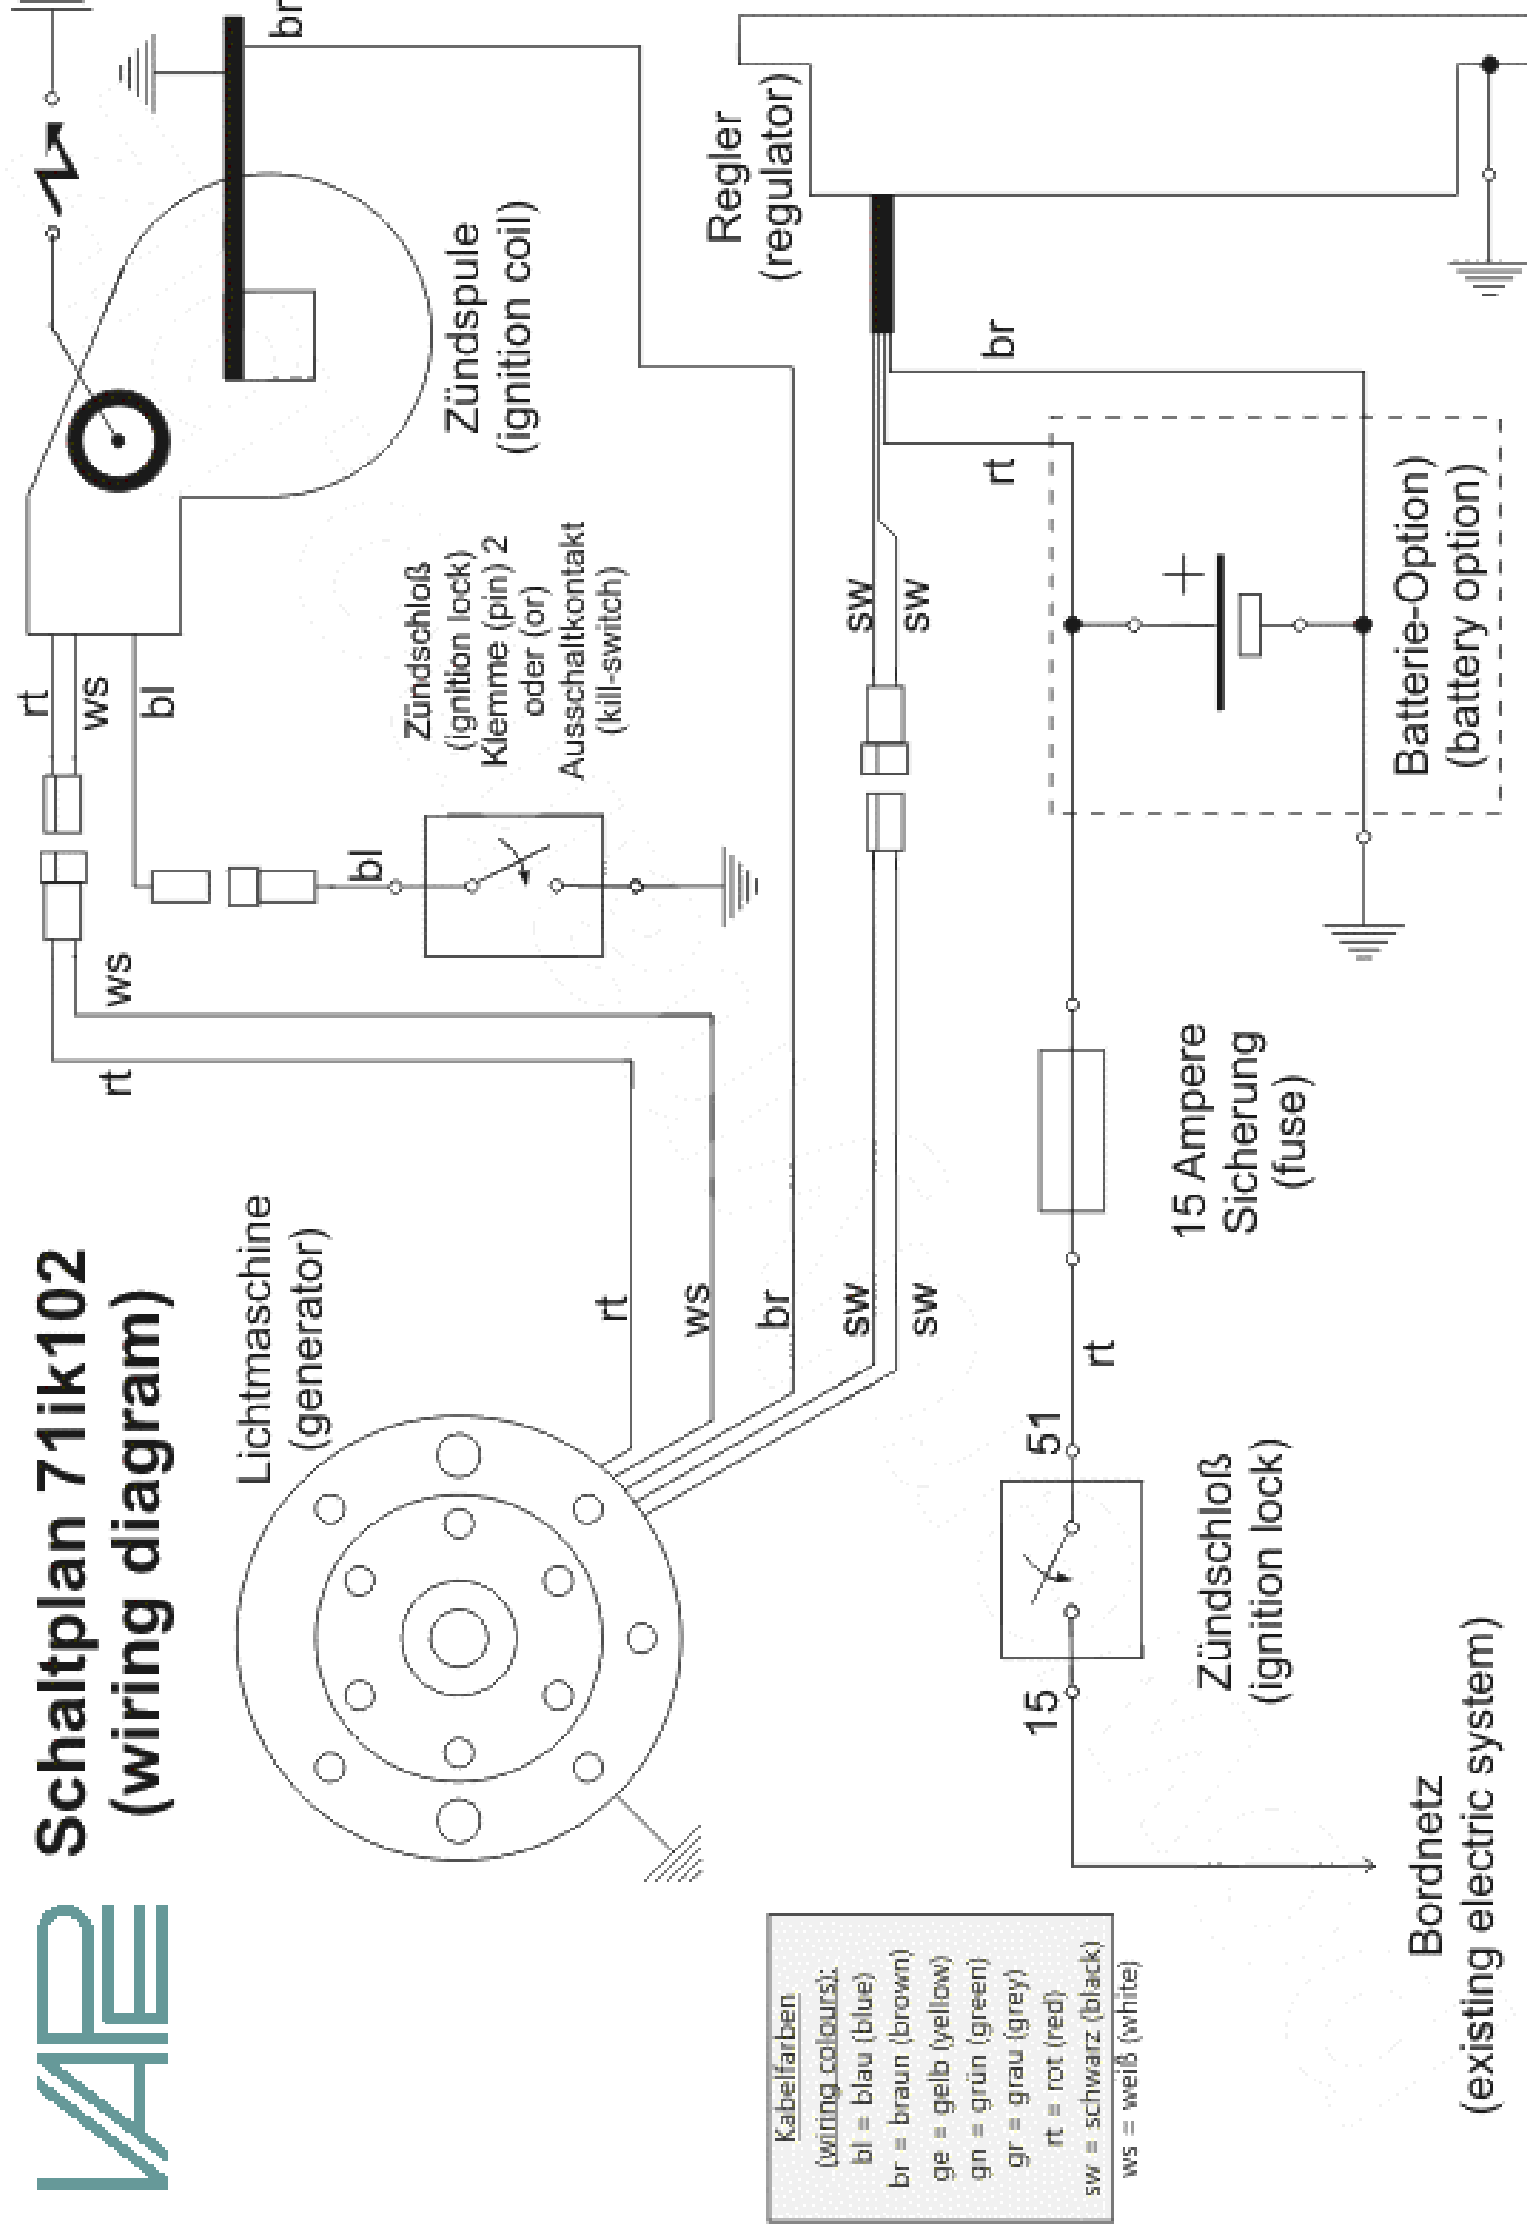 VAPE
Schaltplan 71ik102
(wiring diagram)
Lichtmaschine
(generator)
rt
ws
br
sw
sw
rt
ws
rt
ws
bl
bl
Zündschloß
(ignition lock)
Klemme (pin) 2
oder (or)
Ausschaltkontakt
(kill-switch)
Zündspule
(ignition coil)
br
sw
sw
Regler
(regulator)
rt
br
Batterie-Option)
(battery option)
+
15 Ampere
Sicherung
(fuse)
rt
51
15
Zündschloß
(ignition lock)
Bordnetz
(existing electric system)
Kabelfarben
(wiring colours):
bl = blau (blue)
br = braun (brown)
ge = gelb (yellow)
gn = grün (green)
gr = grau (grey)
rt = rot (red)
sw = schwarz (black)
ws = weiß (white)